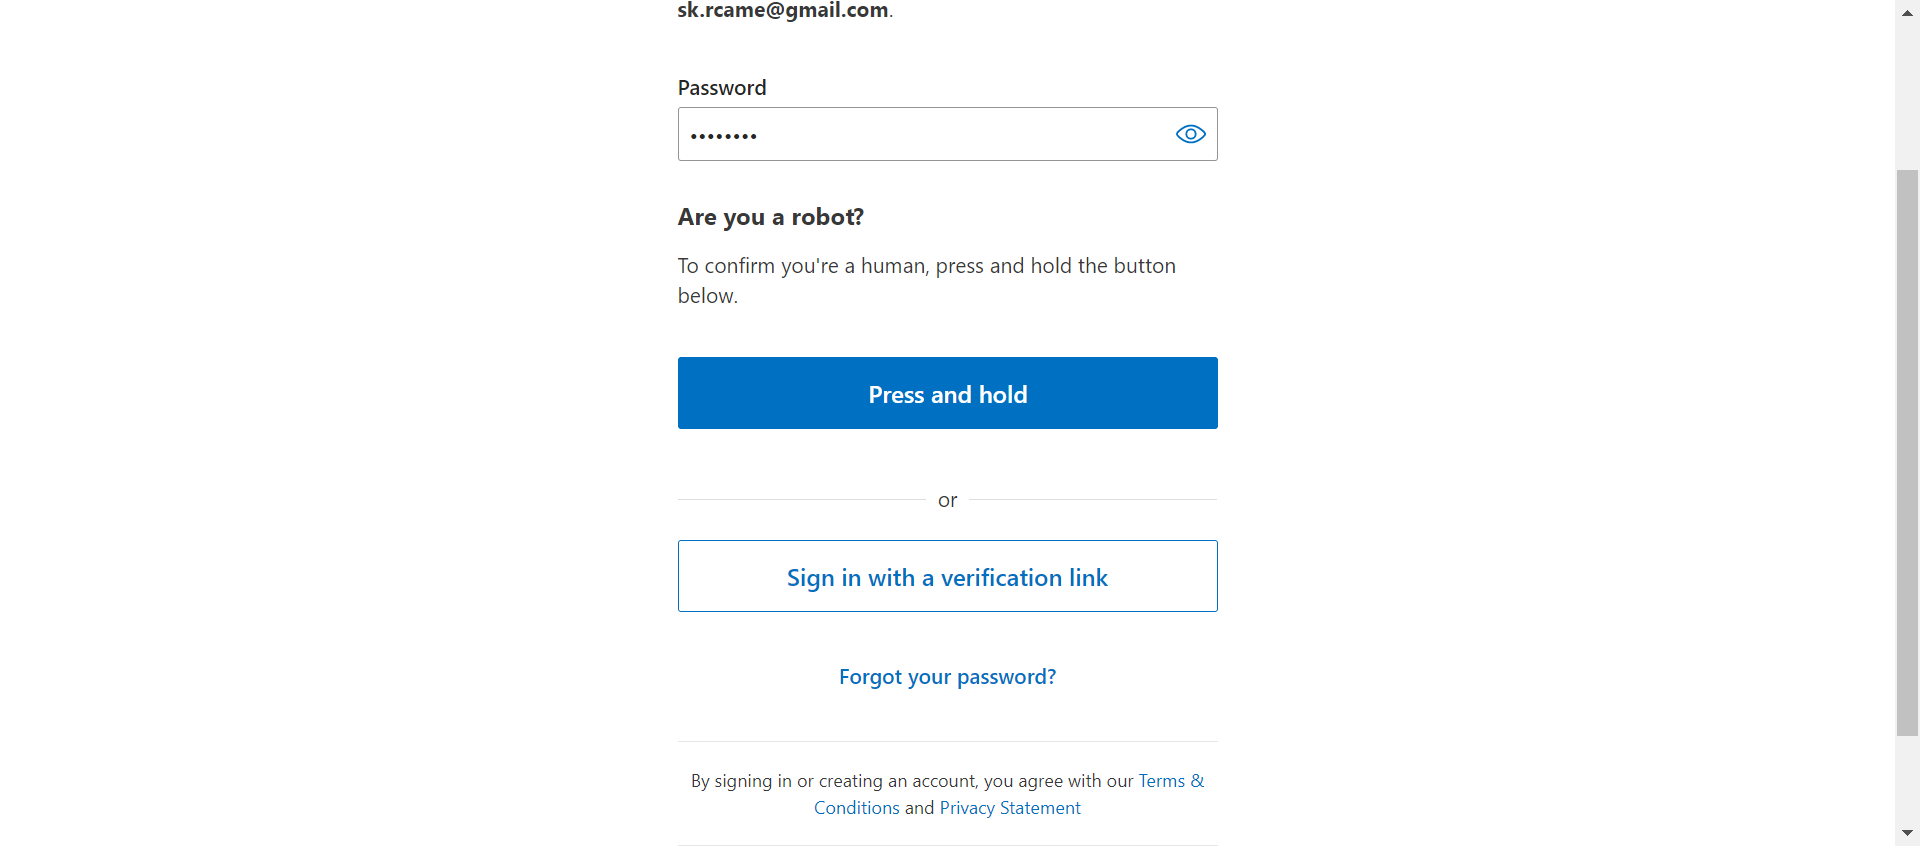 sk.rcame@gmail.com.
Password
••••••••
Are you a robot?
To confirm you're a human, press and hold the button
below.
Press and hold
or
Sign in with a verification link
Forgot your password?
By signing in or creating an account, you agree with our Terms &
Conditions and Privacy Statement